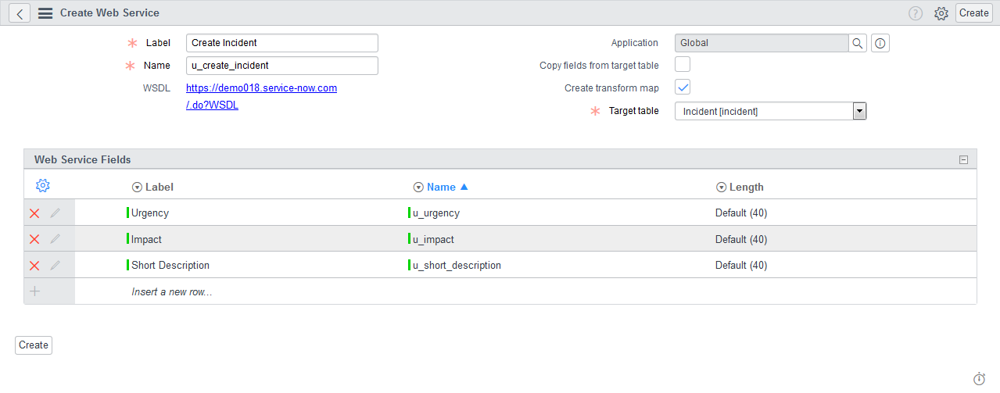 Create Web Service
Create
Label
Create Incident
Application
Global
Name
u_create_incident
Copy fields from target table
WSDL
https://demo018.service-now.com
/.do?WSDL
Create transform map
Target table
Incident [incident]
Web Service Fields
Label Name Length
Urgency u_urgency Default (40)
Impact u_impact Default (40)
Short Description u_short_description Default (40)
Insert a new row...
Create